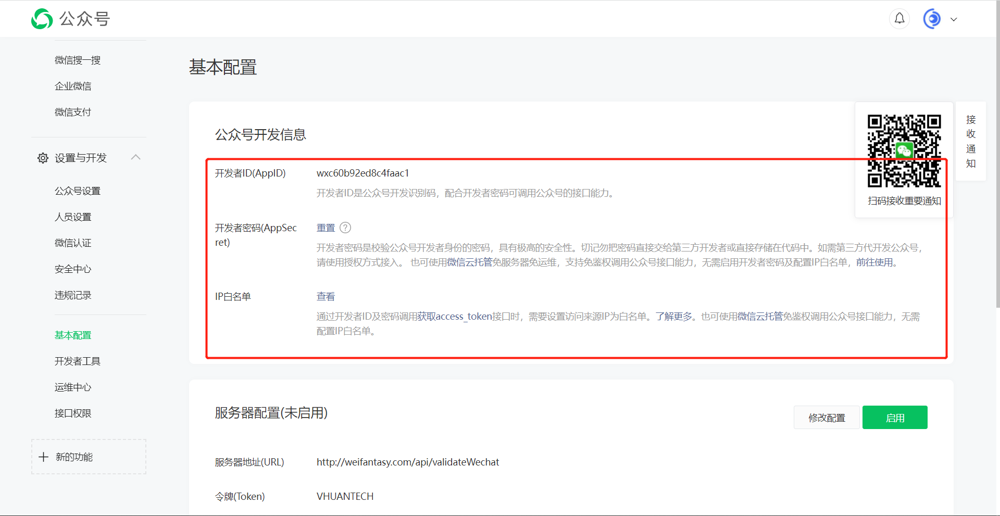 公众号
微信搜一搜
企业微信
微信支付
设置与开发
公众号设置
人员设置
微信认证
安全中心
违规记录
基本配置
开发者工具
运维中心
接口权限
新的功能
基本配置
公众号开发信息
开发者ID(AppID)
wxc60b92ed8c4faac1
开发者ID是公众号开发识别码，配合开发者密码可调用公众号的接口能力。
开发者密码(AppSec
ret)
重置
开发者密码是校验公众号开发者身份的密码，具有极高的安全性。切记勿把密码直接交给第三方开发者或直接存储在代码中。如需第三方代开发公众号，
请使用授权方式接入。 也可使用微信云托管免服务器免运维，支持免鉴权调用公众号接口能力，无需启用开发者密码及配置IP白名单，前往使用。
IP白名单
查看
通过开发者ID及密码调用获取access_token接口时，需要设置访问来源IP为白名单。了解更多。也可使用微信云托管免鉴权调用公众号接口能力，无需
配置IP白名单。
扫码接收重要通知
接
收
通
知
服务器配置(未启用)
修改配置
启用
服务器地址(URL)
http://weifantasy.com/api/validateWechat
令牌(Token)
VHUANTECH